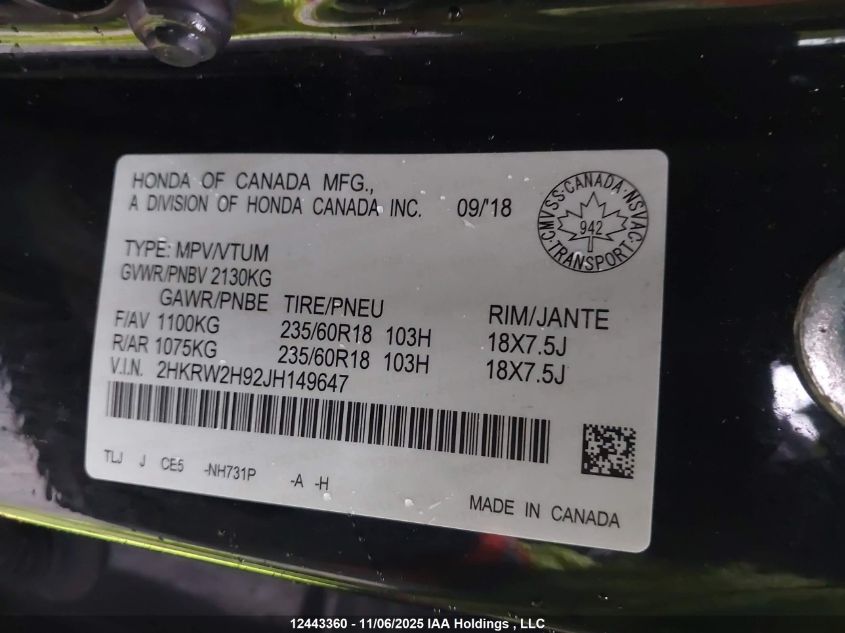 HONDA OF CANADA MFG.,
A DIVISION OF HONDA CANADA INC. 09/'18
CMVSS·CANADA·NSVAC·TRANSPORT·
942
TYPE: MPV/VTUM
GVWR/PNBV 2130KG
GAWR/PNBE TIRE/PNEU RIM/JANTE
F/AV 1100KG 235/60R18 103H 18X7.5J
R/AR 1075KG 235/60R18 103H 18X7.5J
V.I.N. 2HKRW2H92JH149647
TLJ J CE5 -NH731P -A -H
MADE IN CANADA
12443360 - 11/06/2025 IAA Holdings , LLC